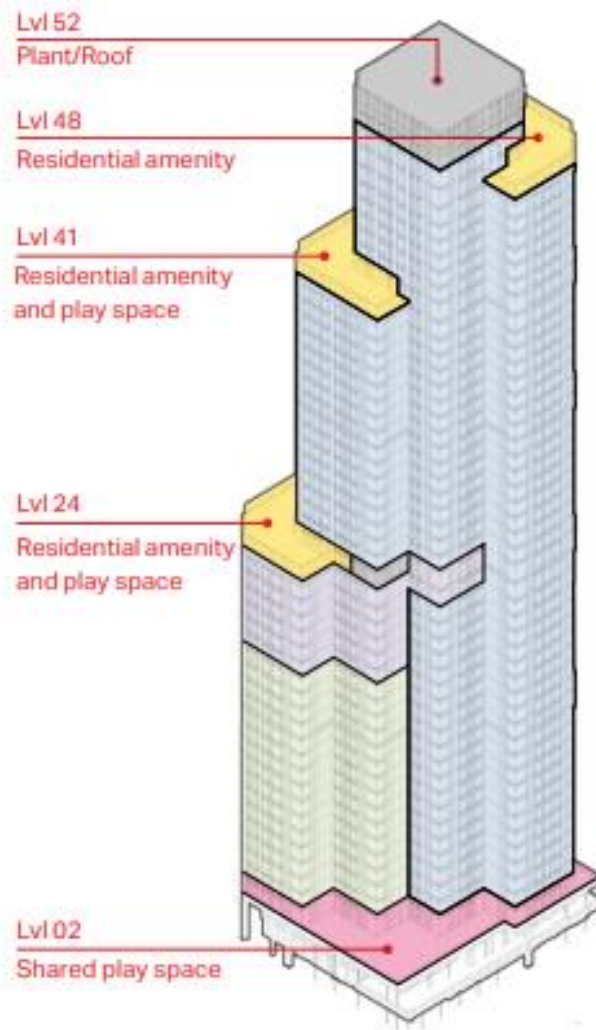 Lvl 52
Plant/Roof
Lvl 48
Residential amenity
Lvl 41
Residential amenity
and play space
Lvl 24
Residential amenity
and play space
Lvl 02
Shared play space